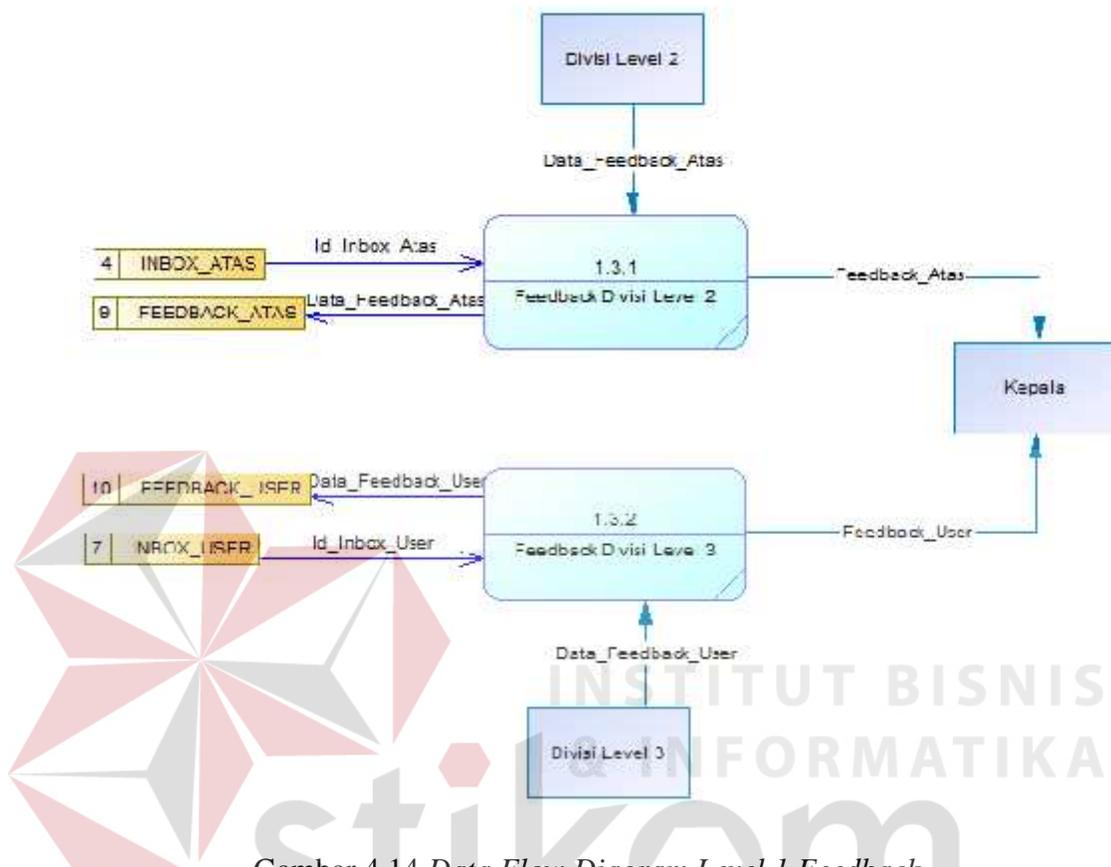 Divisi Level 2
Data_Feedback_Atas
Id_Inbox_Atas
4 INBOX_ATAS
1.3.1
Feedback Divisi Level 2
Feedback_Atas
Data_Feedback_Atas
9 FEEDBACK_ATAS
Kepala
10 FEEDBACK_USER
Data_Feedback_User
1.3.2
Feedback Divisi Level 3
Feedback_User
7 INBOX_USER
Id_Inbox_User
Data_Feedback_User
Divisi Level 3
INSTITUT BISNIS
& INFORMATIKA
stikom
Gambar 4.14 Data Flow Diagram Level 1 Feedback